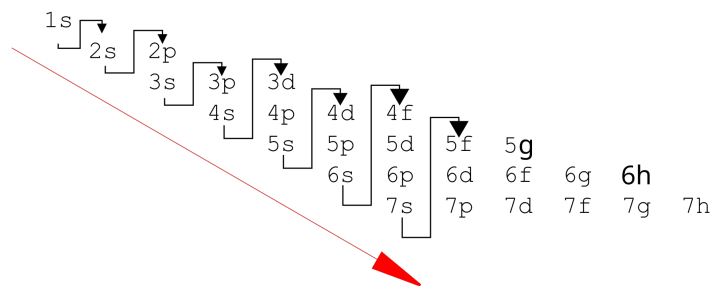 1s
2s 2p
3s 3p 3d
4s 4p 4d 4f
5s 5p 5d 5f 5g
6s 6p 6d 6f 6g 6h
7s 7p 7d 7f 7g 7h